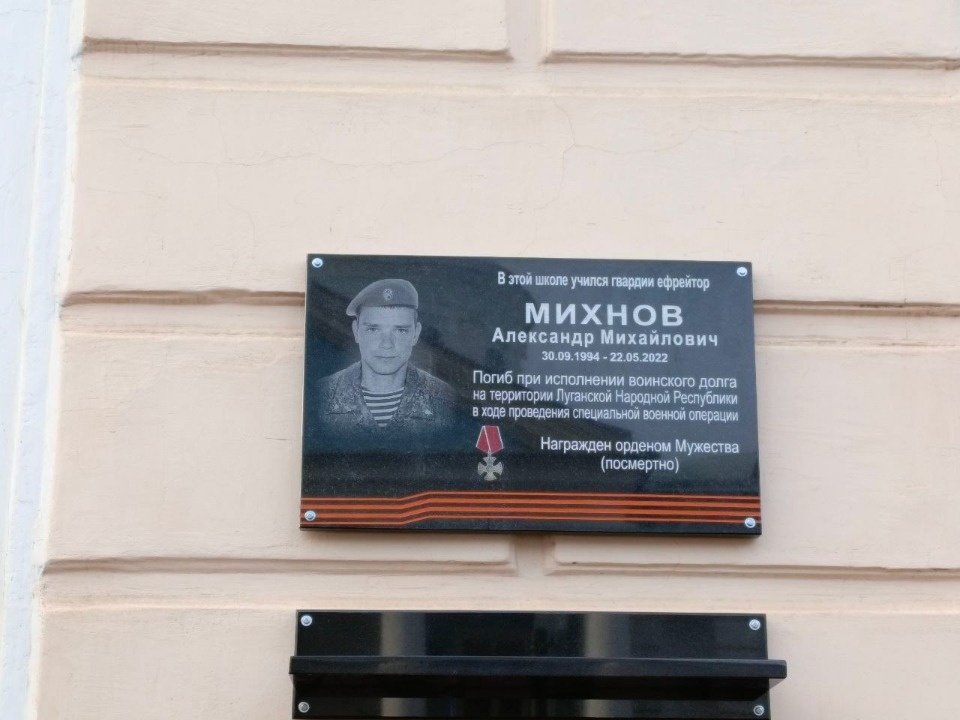 В этой школе учился гвардии ефрейтор
МИХНОВ
Александр Михайлович
30.09.1994 - 22.05.2022
Погиб при исполнении воинского долга
на территории Луганской Народной Республики
в ходе проведения специальной военной операции
Награжден орденом Мужества
(посмертно)